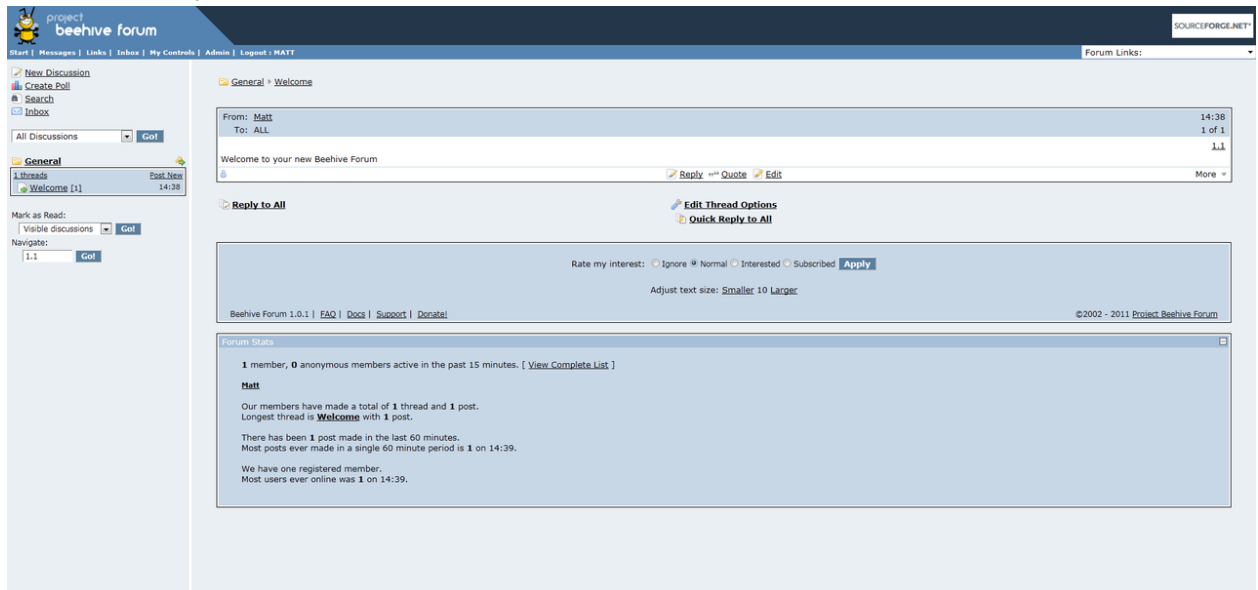 project
beehive forum
SOURCEFORGE.NET®
Start | Messages | Links | Inbox | My Controls | Admin | Logout : MATT
Forum Links:
New Discussion
Create Poll
Search
Inbox
All Discussions Go!
General
1 threads Post New
Welcome [1] 14:38
Mark as Read:
Visible discussions Go!
Navigate:
1.1 Go!
General » Welcome
From: Matt 14:38
To: ALL 1 of 1
1.1
Welcome to your new Beehive Forum
Reply Quote Edit More
Reply to All Edit Thread Options
Quick Reply to All
Rate my interest: Ignore Normal Interested Subscribed Apply
Adjust text size: Smaller 10 Larger
Beehive Forum 1.0.1 | FAQ | Docs | Support | Donate! ©2002 - 2011 Project Beehive Forum
Forum Stats
1 member, 0 anonymous members active in the past 15 minutes. [ View Complete List ]
Matt
Our members have made a total of 1 thread and 1 post.
Longest thread is Welcome with 1 post.
There has been 1 post made in the last 60 minutes.
Most posts ever made in a single 60 minute period is 1 on 14:39.
We have one registered member.
Most users ever online was 1 on 14:39.